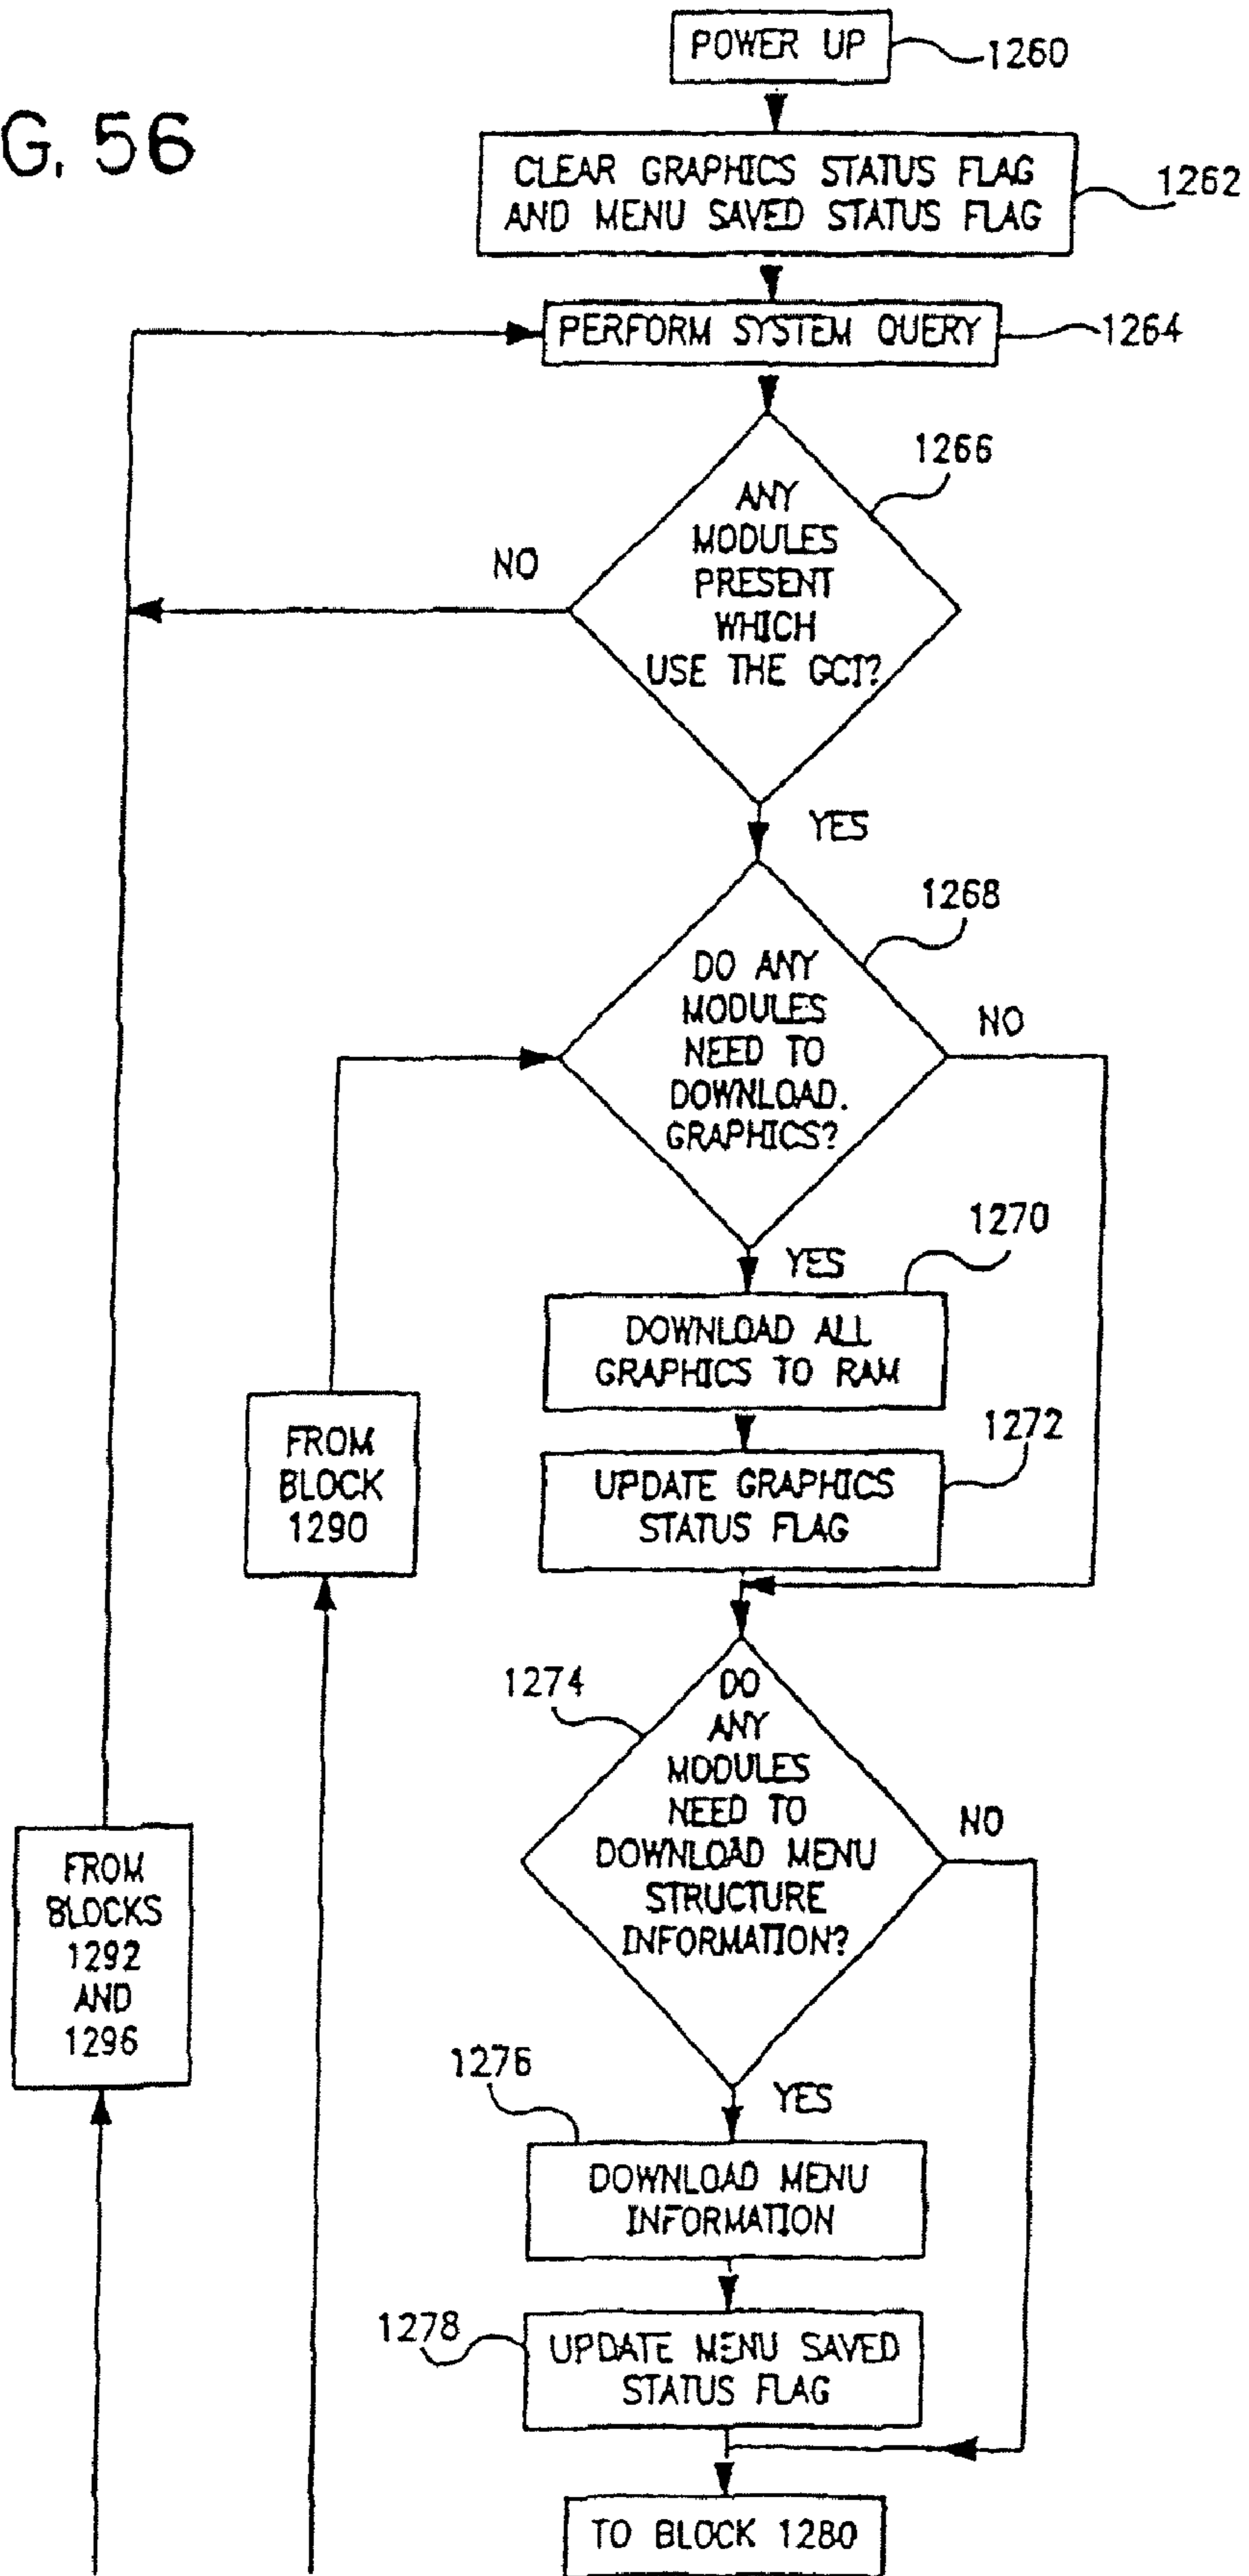 G. 56
POWER UP
1260
CLEAR GRAPHICS STATUS FLAG
AND MENU SAVED STATUS FLAG
1262
PERFORM SYSTEM QUERY
1264
1266
ANY
MODULES
PRESENT
WHICH
USE THE GCI?
NO
YES
1268
DO ANY
MODULES
NEED TO
DOWNLOAD.
GRAPHICS?
NO
YES
1270
DOWNLOAD ALL
GRAPHICS TO RAM
1272
UPDATE GRAPHICS
STATUS FLAG
FROM
BLOCK
1290
1274
DO
ANY
MODULES
NEED TO
DOWNLOAD MENU
STRUCTURE
INFORMATION?
NO
FROM
BLOCKS
1292
AND
1296
YES
1276
DOWNLOAD MENU
INFORMATION
1278
UPDATE MENU SAVED
STATUS FLAG
TO BLOCK 1280